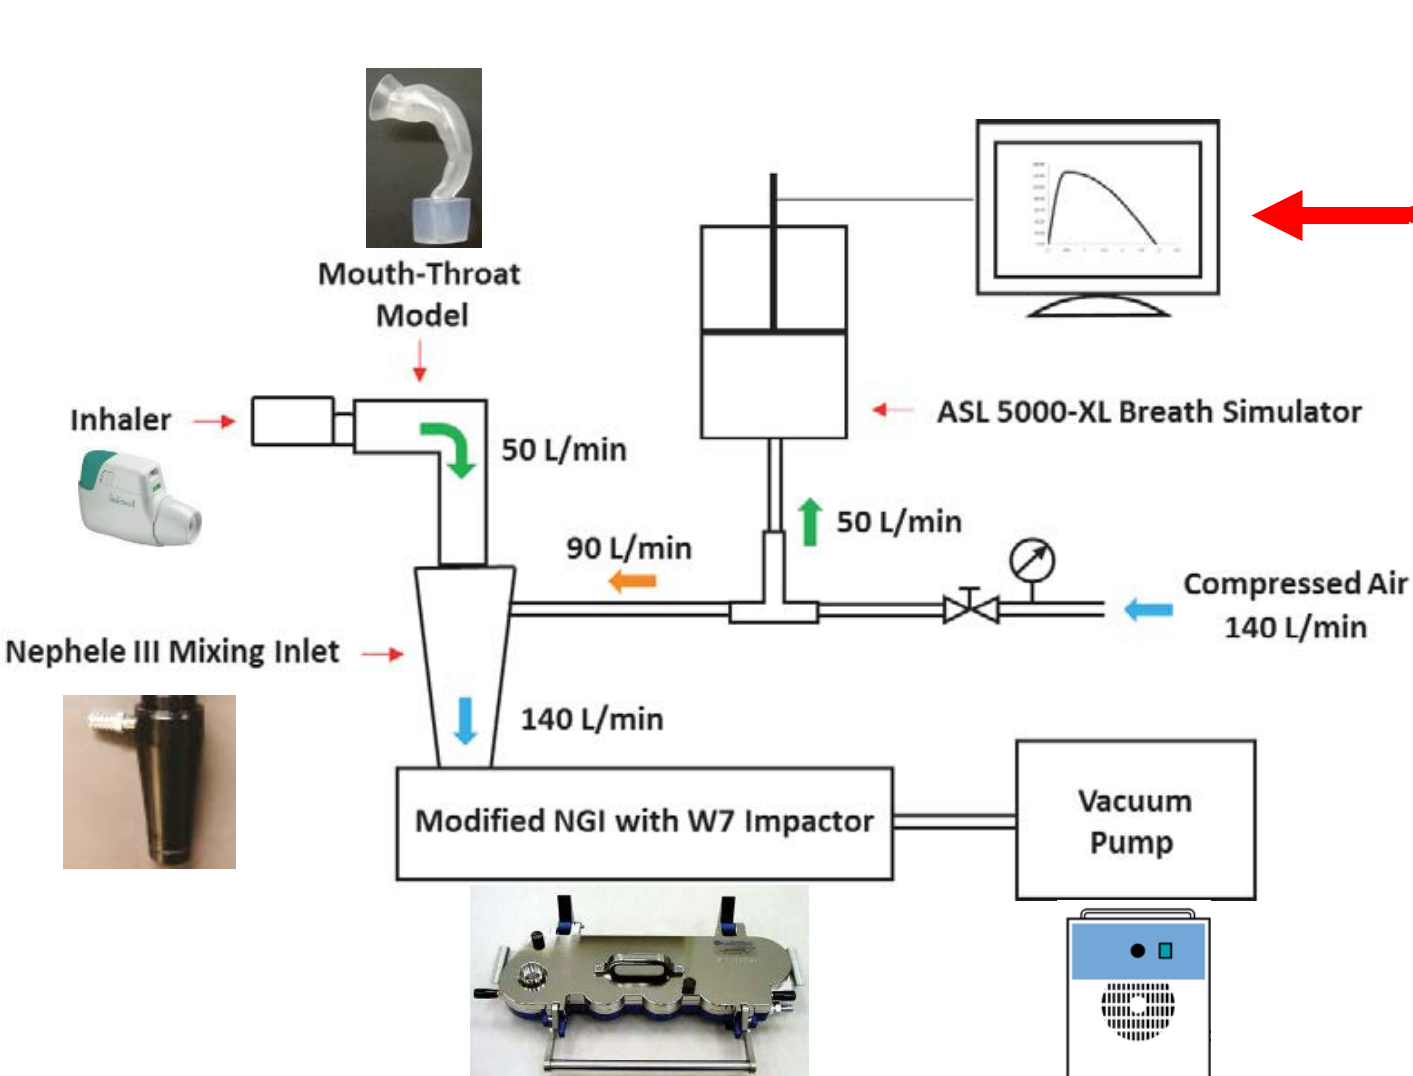 Mouth-Throat
Model
Inhaler
50 L/min
ASL 5000-XL Breath Simulator
50 L/min
90 L/min
Compressed Air
140 L/min
Nephele III Mixing Inlet
140 L/min
Modified NGI with W7 Impactor
Vacuum
Pump